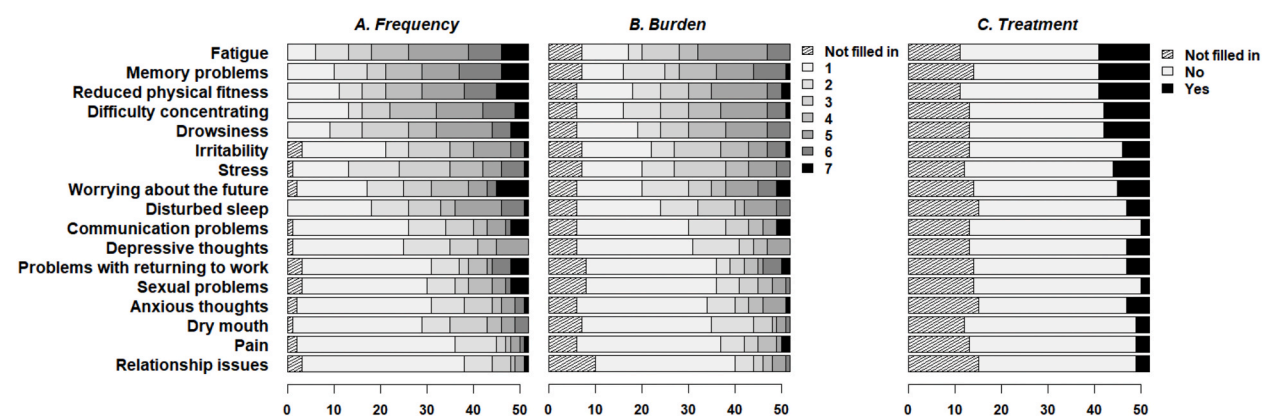 A. Frequency
B. Burden
C. Treatment
Fatigue
Memory problems
Reduced physical fitness
Difficulty concentrating
Drowsiness
Irritability
Stress
Worrying about the future
Disturbed sleep
Communication problems
Depressive thoughts
Problems with returning to work
Sexual problems
Anxious thoughts
Dry mouth
Pain
Relationship issues
Not filled in
1
2
3
4
5
6
7
Not filled in
No
Yes
0 10 20 30 40 50
0 10 20 30 40 50
0 10 20 30 40 50